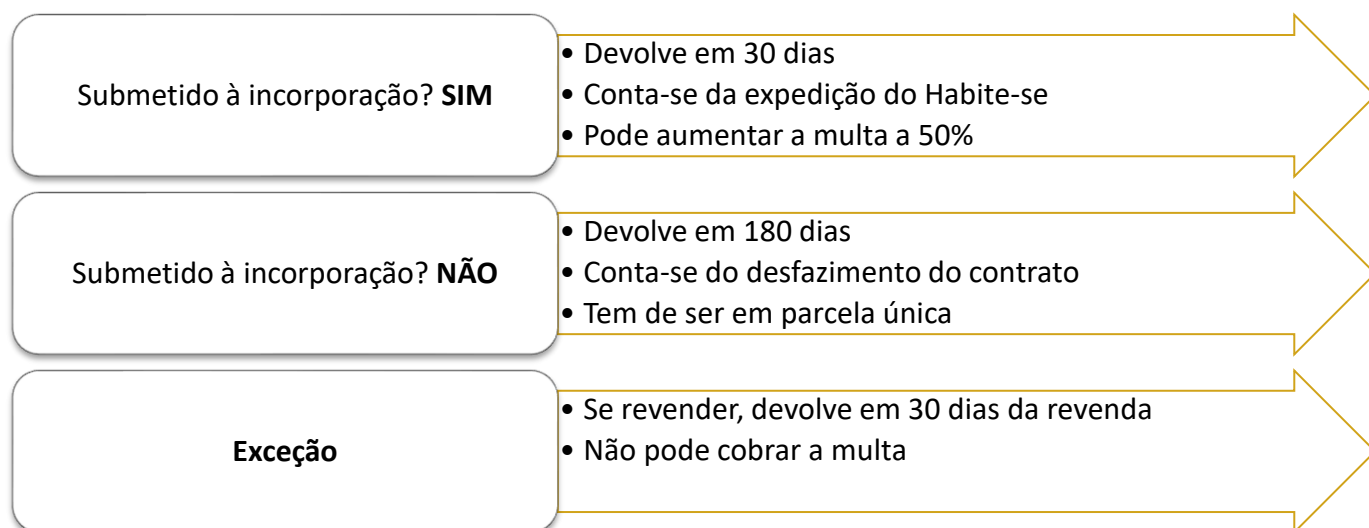 Submetido à incorporação? SIM
• Devolve em 30 dias
• Conta-se da expedição do Habite-se
• Pode aumentar a multa a 50%
Submetido à incorporação? NÃO
• Devolve em 180 dias
• Conta-se do desfazimento do contrato
• Tem de ser em parcela única
Exceção
• Se revender, devolve em 30 dias da revenda
• Não pode cobrar a multa